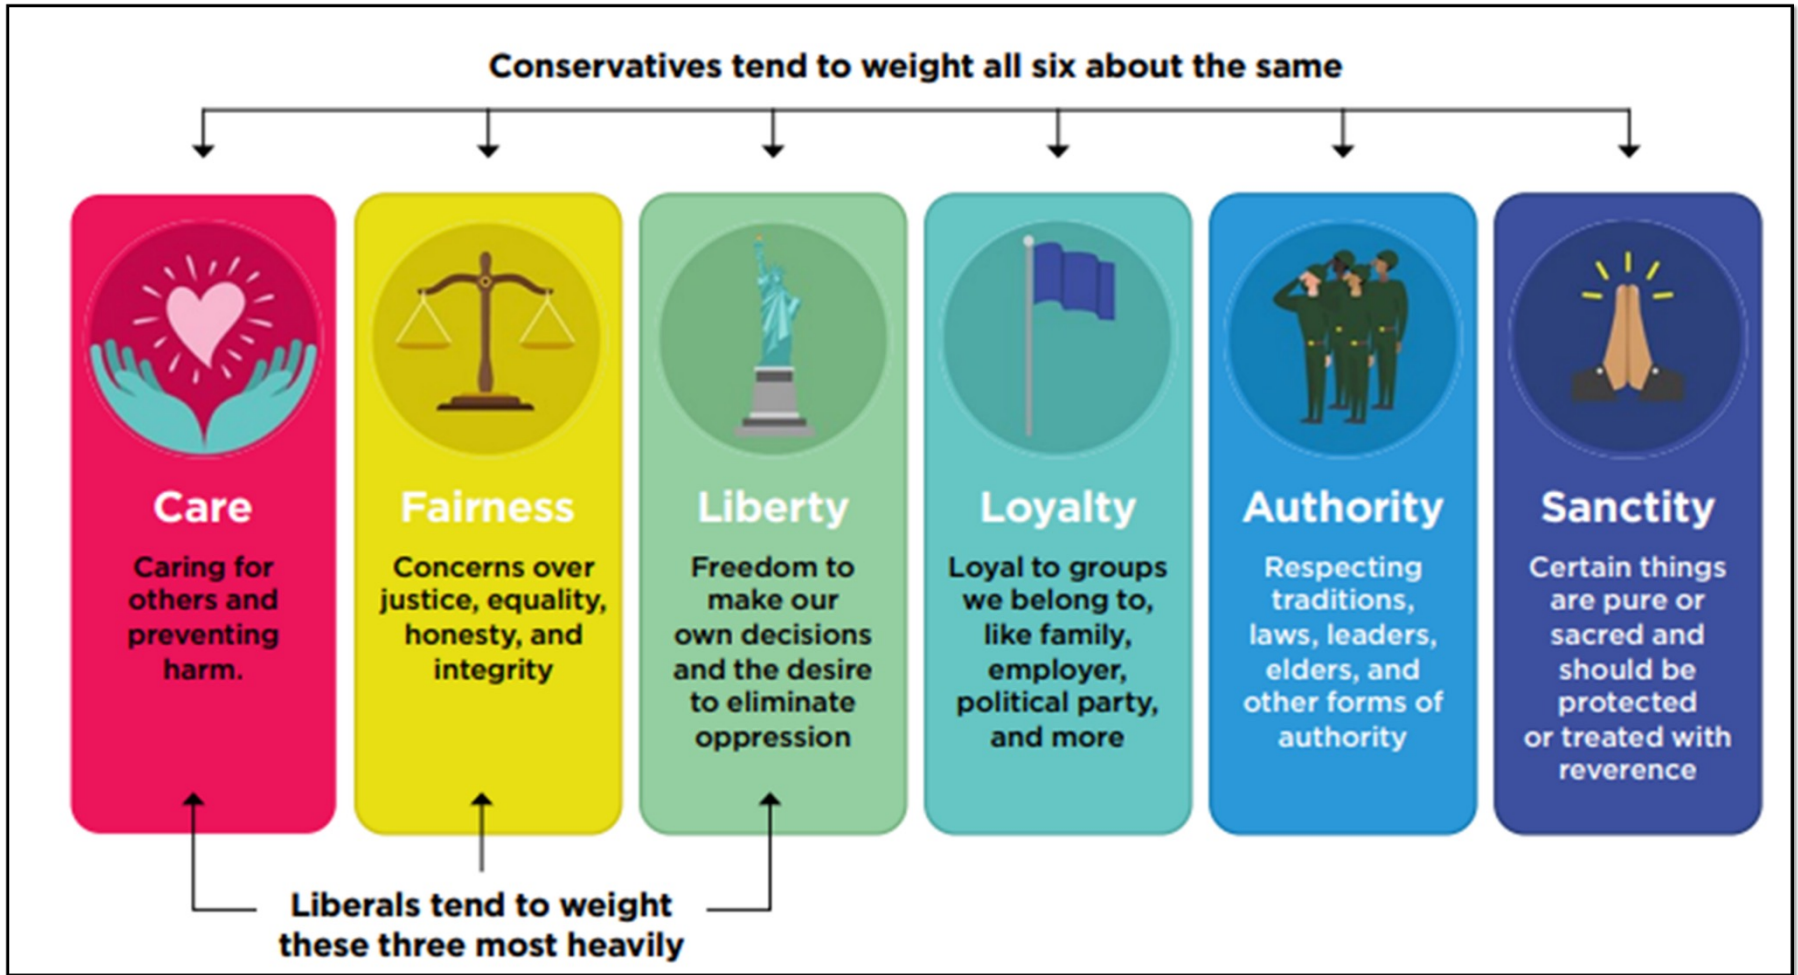 Conservatives tend to weight all six about the same
Care
Caring for
others and
preventing
harm.
Fairness
Concerns over
justice, equality,
honesty, and
integrity
Liberty
Freedom to
make our
own decisions
and the desire
to eliminate
oppression
Loyalty
Loyal to groups
we belong to,
like family,
employer,
political party,
and more
Authority
Respecting
traditions,
laws, leaders,
elders, and
other forms of
authority
Sanctity
Certain things
are pure or
sacred and
should be
protected
or treated with
reverence
Liberals tend to weight
these three most heavily